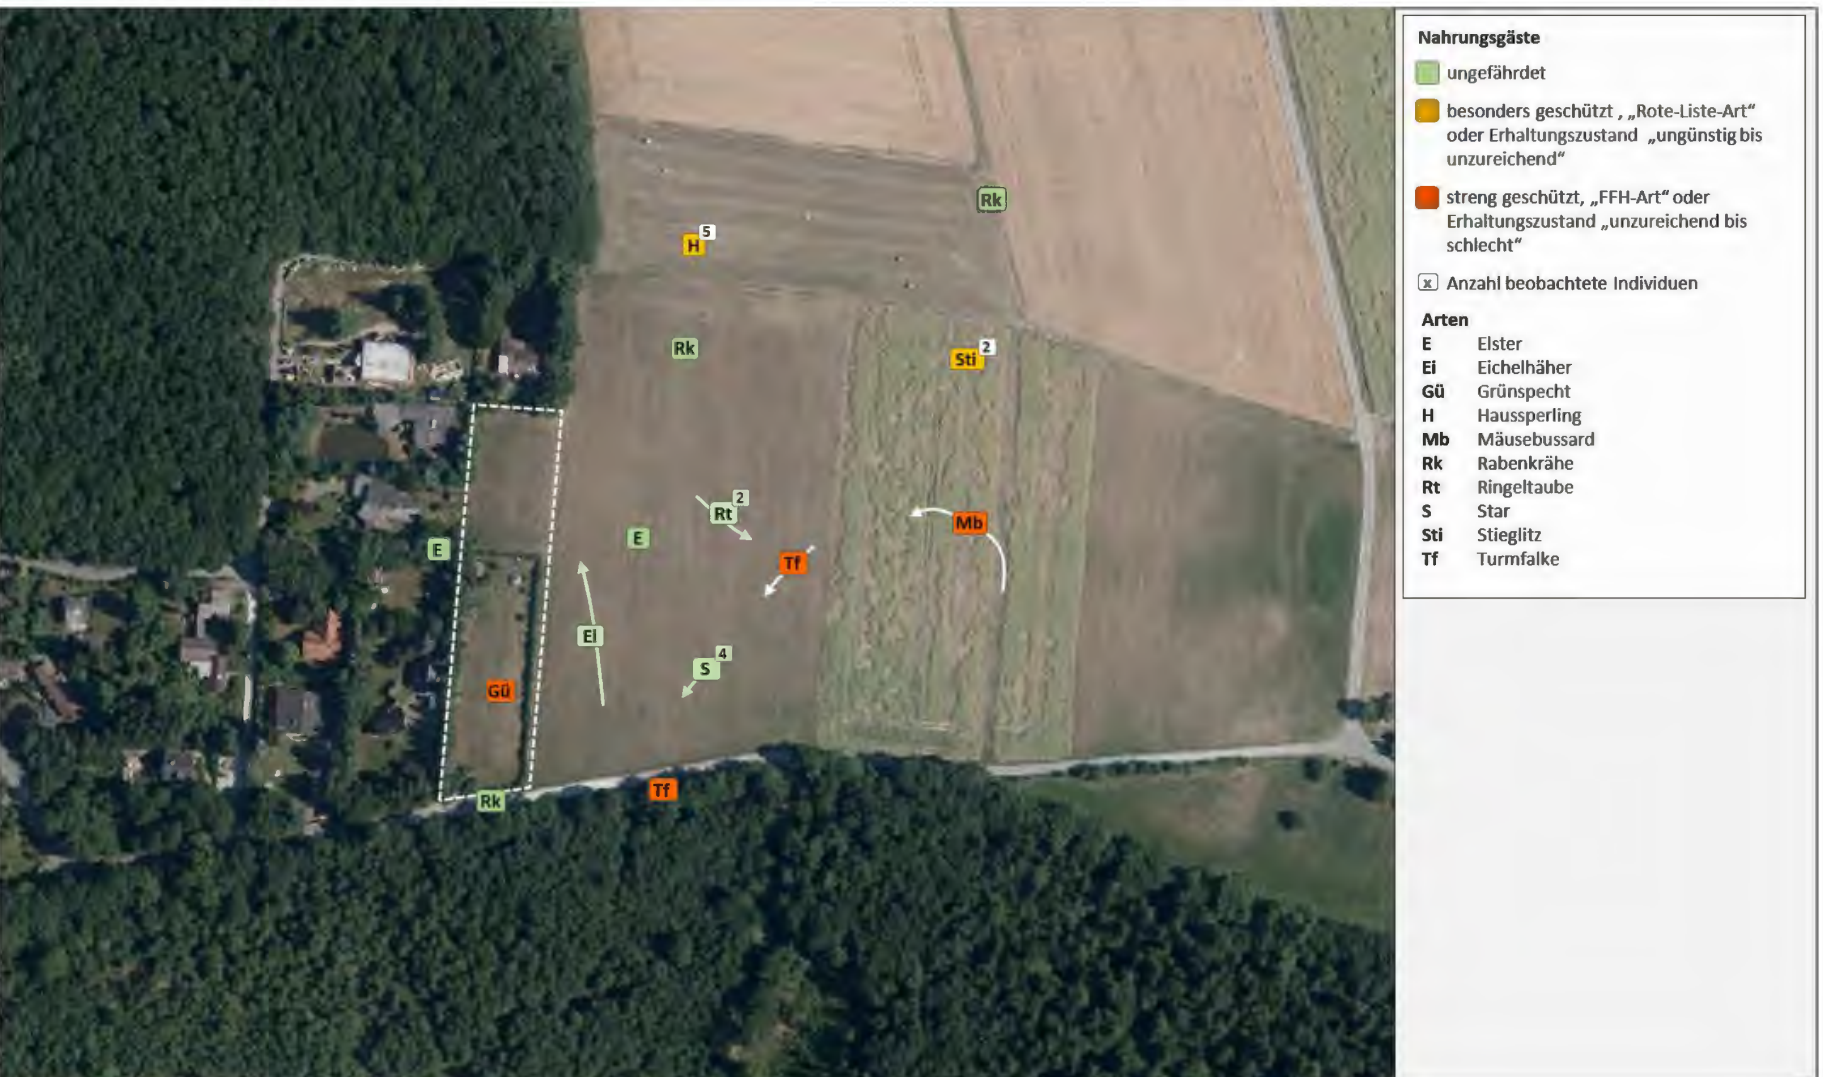 Nahrungsgäste
ungefährdet
besonders geschützt , „Rote-Liste-Art“
oder Erhaltungszustand „ungünstig bis
unzureichend“
streng geschützt, „FFH-Art“ oder
Erhaltungszustand „unzureichend bis
schlecht“
x Anzahl beobachtete Individuen
Arten
E Elster
Ei Eichelhäher
Gü Grünspecht
H Haussperling
Mb Mäusebussard
Rk Rabenkrähe
Rt Ringeltaube
S Star
Sti Stieglitz
Tf Turmfalke
Rk
H 5
Rk
Sti 2
Rt 2
Mb
E
E
Tf
Ei
S 4
Gü
Tf
Rk